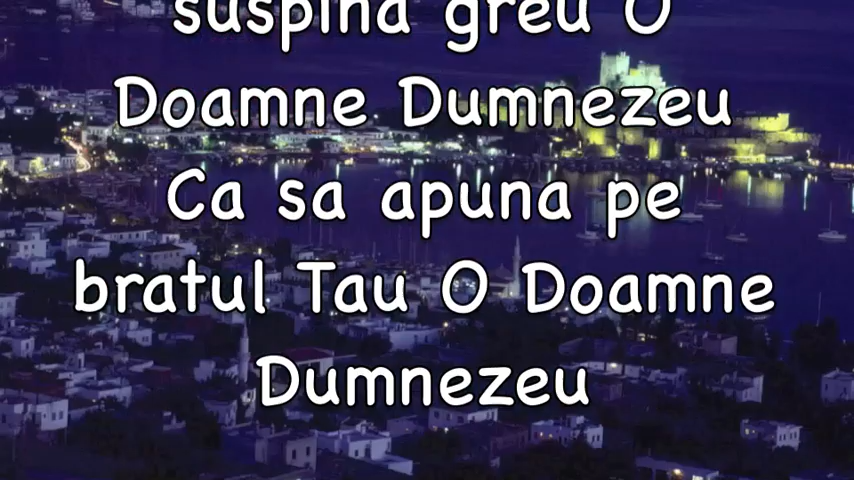 suspina greu O
Doamne Dumnezeu
Ca sa apuna pe
bratul Tau O Doamne
Dumnezeu